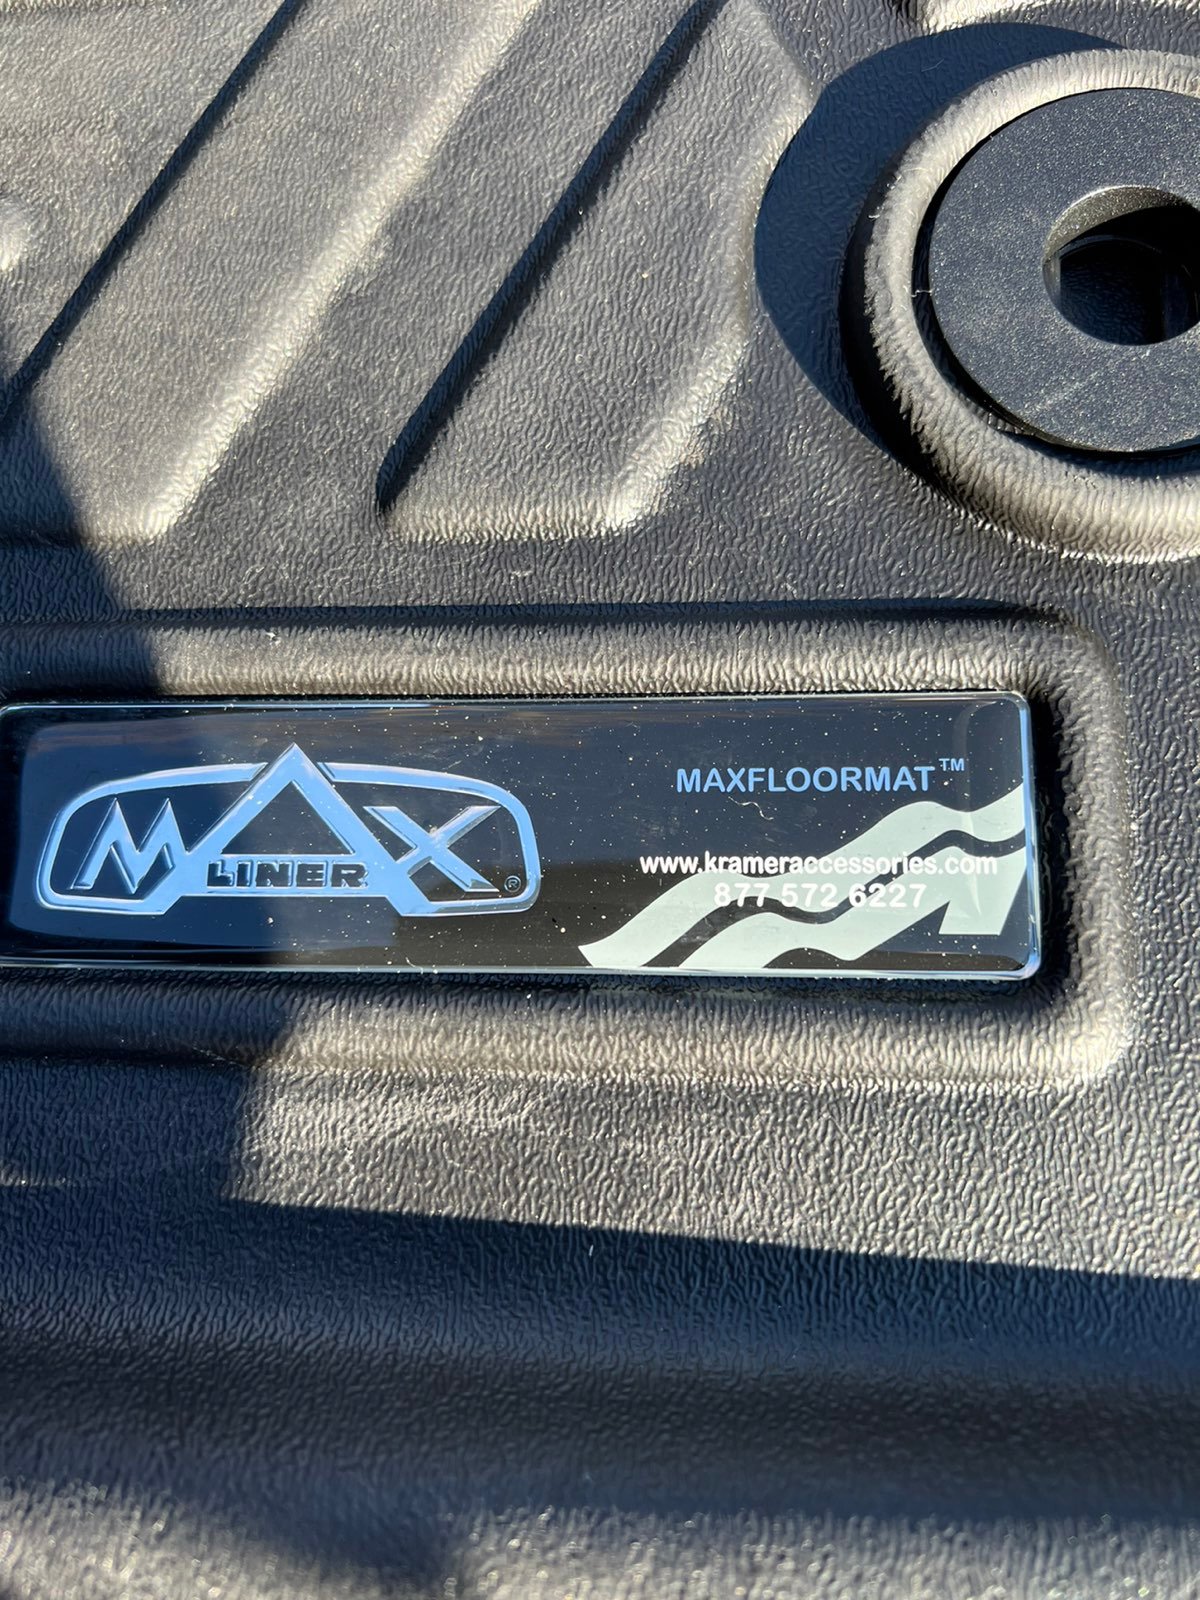 MAX
LINER ®
MAXFLOORMAT™
www.krameraccessories.com
877 572 6227